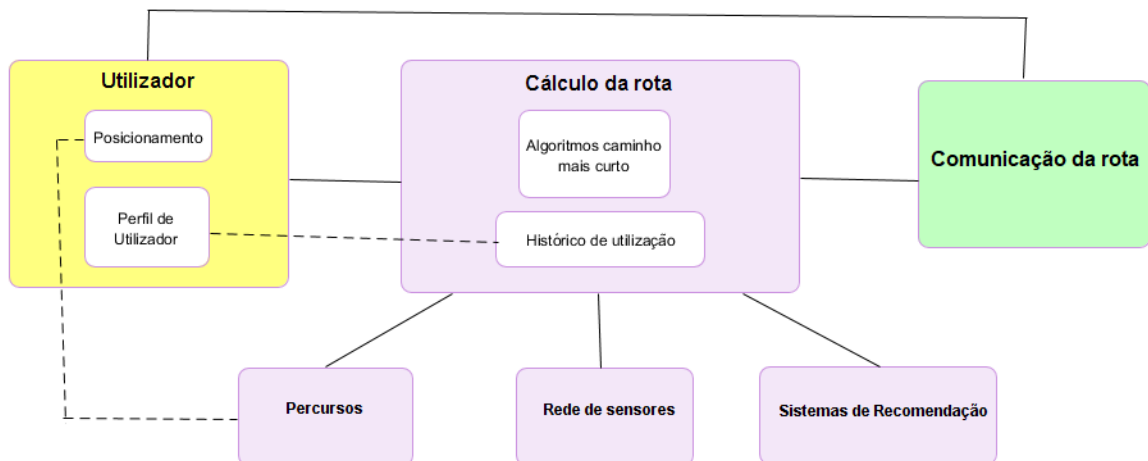 Utilizador
Posicionamento
Perfil de
Utilizador
Cálculo da rota
Algoritmos caminho
mais curto
Histórico de utilização
Comunicação da rota
Percursos
Rede de sensores
Sistemas de Recomendação